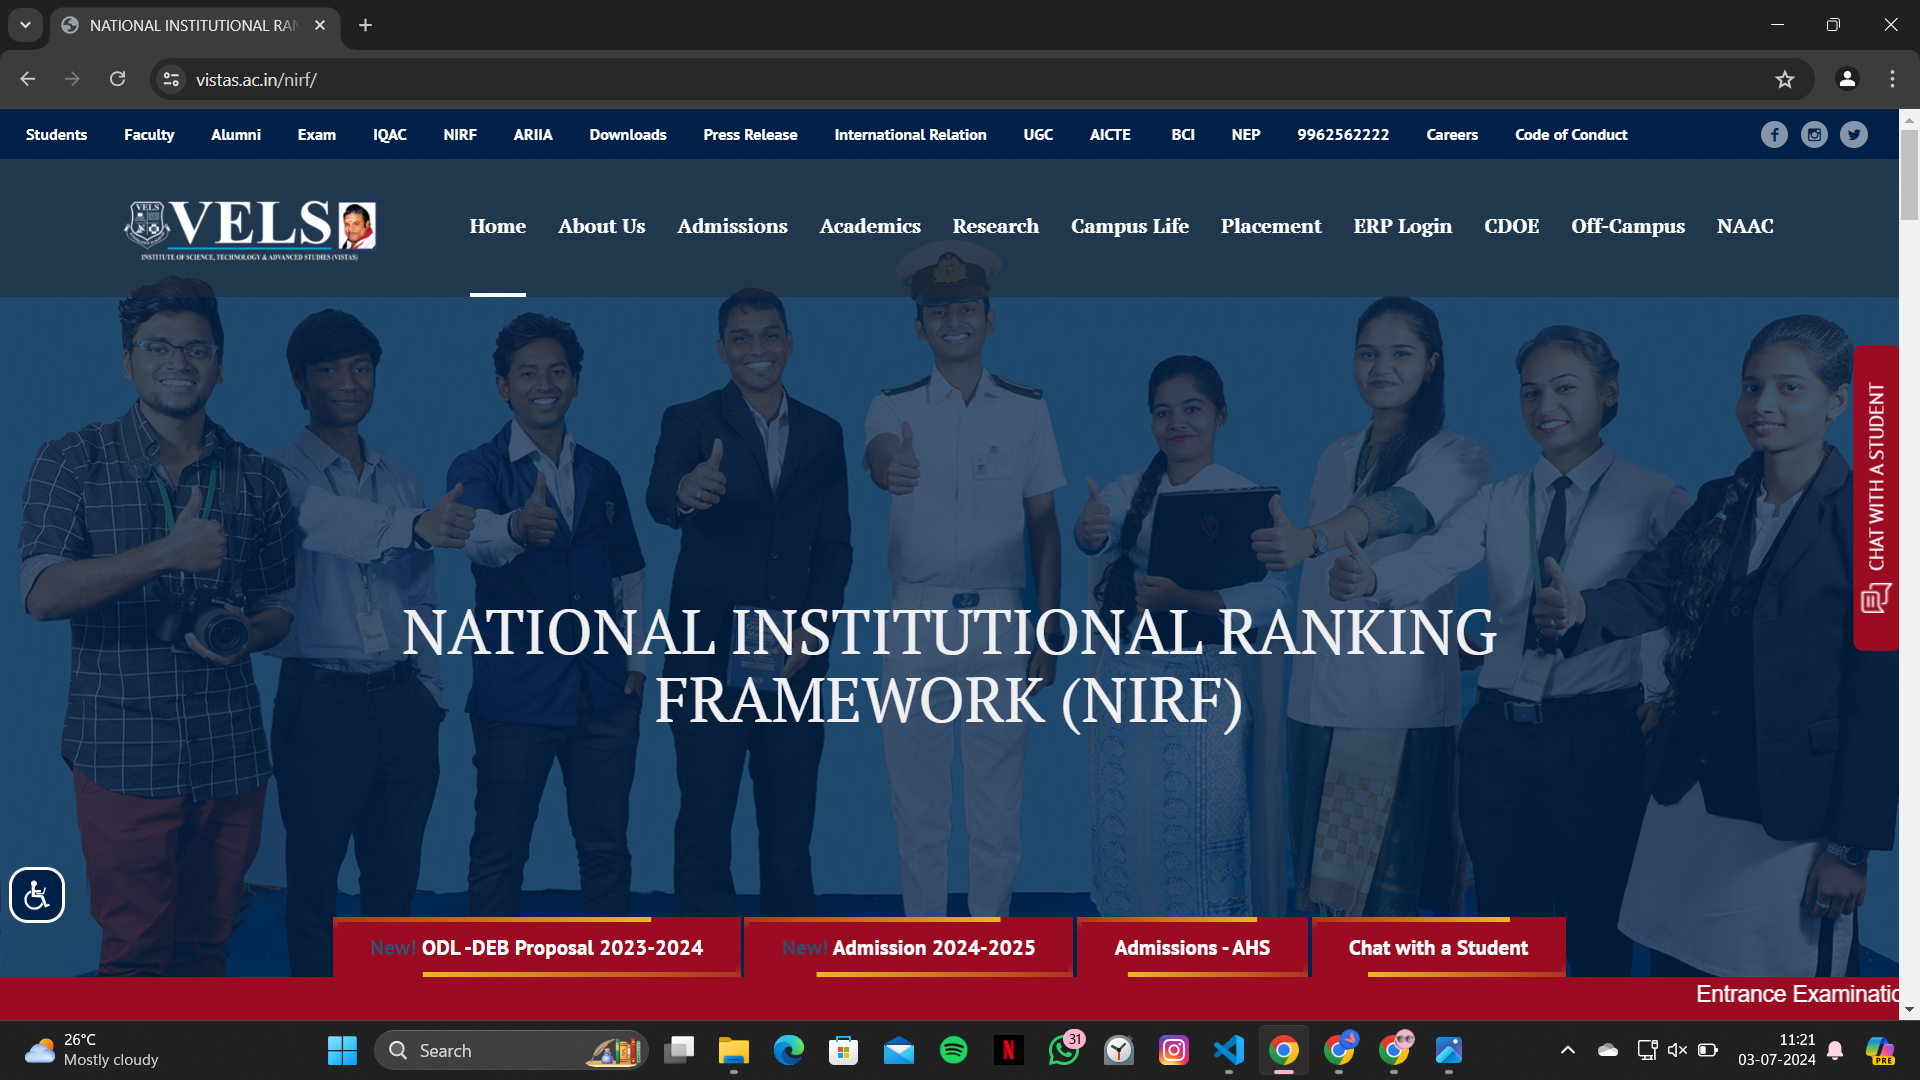 NATIONAL INSTITUTIONAL RAN
vistas.ac.in/nirf/
Students Faculty Alumni Exam IQAC NIRF ARIIA Downloads Press Release International Relation UGC AICTE BCI NEP 9962562222 Careers Code of Conduct
VELS
VELS
INSTITUTE OF SCIENCE, TECHNOLOGY & ADVANCED STUDIES (VISTAS)
Home About Us Admissions Academics Research Campus Life Placement ERP Login CDOE Off-Campus NAAC
CHAT WITH A STUDENT
NATIONAL INSTITUTIONAL RANKING
FRAMEWORK (NIRF)
New! ODL -DEB Proposal 2023-2024 New! Admission 2024-2025 Admissions - AHS Chat with a Student
Entrance Examinatio
26°C
Mostly cloudy
Search
N
31
PRE
11:21
03-07-2024